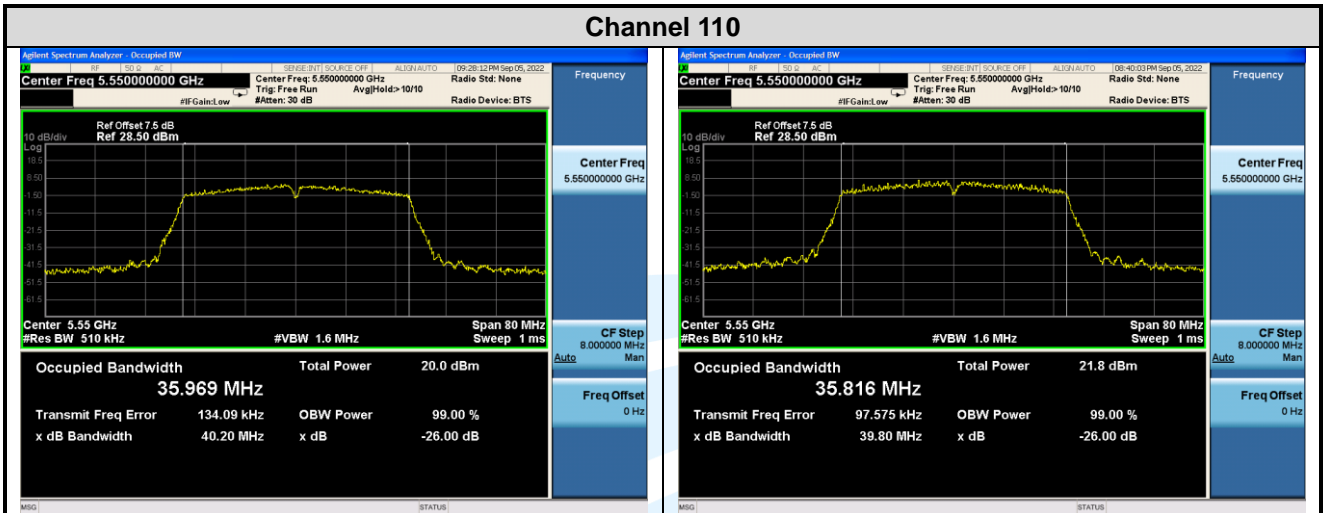 Channel 110
Agilent Spectrum Analyzer - Occupied BW
RF 50 Ω AC SENSE:INT SOURCE OFF ALIGN AUTO 09:28:12 PM Sep 05, 2022
Center Freq 5.550000000 GHz Center Freq: 5.550000000 GHz Radio Std: None Frequency
Trig: Free Run Avg|Hold:> 10/10
#IFGain:Low #Atten: 30 dB Radio Device: BTS
Ref Offset 7.5 dB
10 dB/div Ref 28.50 dBm
Log
18.5
8.50
-1.50
-11.5
-21.5
-31.5
-41.5
-51.5
-61.5
Center Freq
5.550000000 GHz
Center 5.55 GHz Span 80 MHz
#Res BW 510 kHz #VBW 1.6 MHz Sweep 1 ms
CF Step
8.000000 MHz
Auto Man
Occupied Bandwidth Total Power 20.0 dBm
35.969 MHz
Freq Offset
0 Hz
Transmit Freq Error 134.09 kHz OBW Power 99.00 %
x dB Bandwidth 40.20 MHz x dB -26.00 dB
MSG STATUS
Agilent Spectrum Analyzer - Occupied BW
RF 50 Ω AC SENSE:INT SOURCE OFF ALIGN AUTO 08:40:03 PM Sep 05, 2022
Center Freq 5.550000000 GHz Center Freq: 5.550000000 GHz Radio Std: None Frequency
Trig: Free Run Avg|Hold:> 10/10
#IFGain:Low #Atten: 30 dB Radio Device: BTS
Ref Offset 7.5 dB
10 dB/div Ref 28.50 dBm
Log
18.5
8.50
-1.50
-11.5
-21.5
-31.5
-41.5
-51.5
-61.5
Center Freq
5.550000000 GHz
Center 5.55 GHz Span 80 MHz
#Res BW 510 kHz #VBW 1.6 MHz Sweep 1 ms
CF Step
8.000000 MHz
Auto Man
Occupied Bandwidth Total Power 21.8 dBm
35.816 MHz
Freq Offset
0 Hz
Transmit Freq Error 97.575 kHz OBW Power 99.00 %
x dB Bandwidth 39.80 MHz x dB -26.00 dB
MSG STATUS